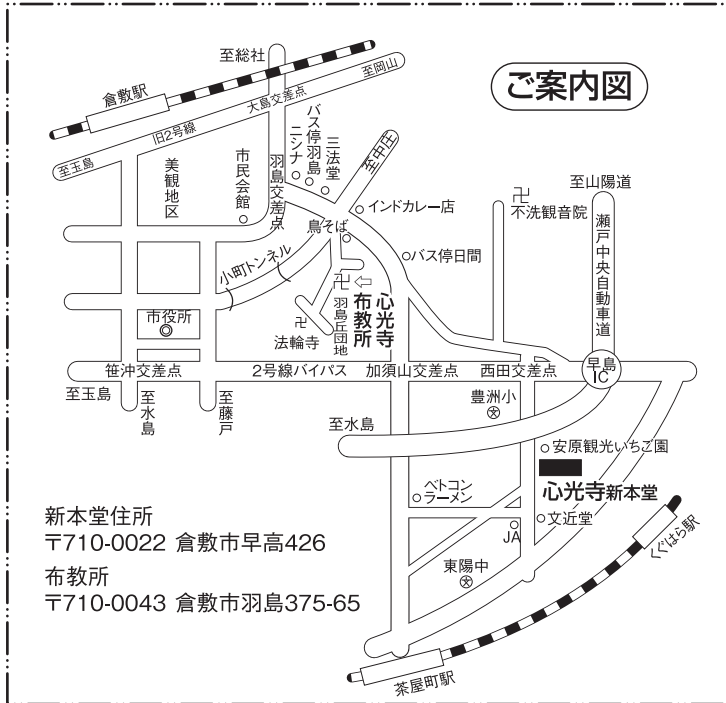 ご案内図
至総社
至岡山
倉敷駅
大島交差点
旧2号線
至玉島
美観地区
市民会館
羽島交差点
ニシナ
バス停羽島
三法堂
至中庄
インドカレー店
鳥そば
バス停日間
卍
不洗観音院
至山陽道
瀬戸中央自動車道
小町トンネル
卍⇦
心光寺
布教所
羽島丘団地
卍
法輪寺
市役所
笹沖交差点
2号線バイパス
加須山交差点
西田交差点
早島
IC
至玉島
至水島
至藤戸
豊洲小
文
至水島
安原観光いちご園
心光寺新本堂
ベトコン
ラーメン
文近堂
JA
東陽中
文
くぐはら駅
茶屋町駅
新本堂住所
〒710-0022 倉敷市早高426
布教所
〒710-0043 倉敷市羽島375-65